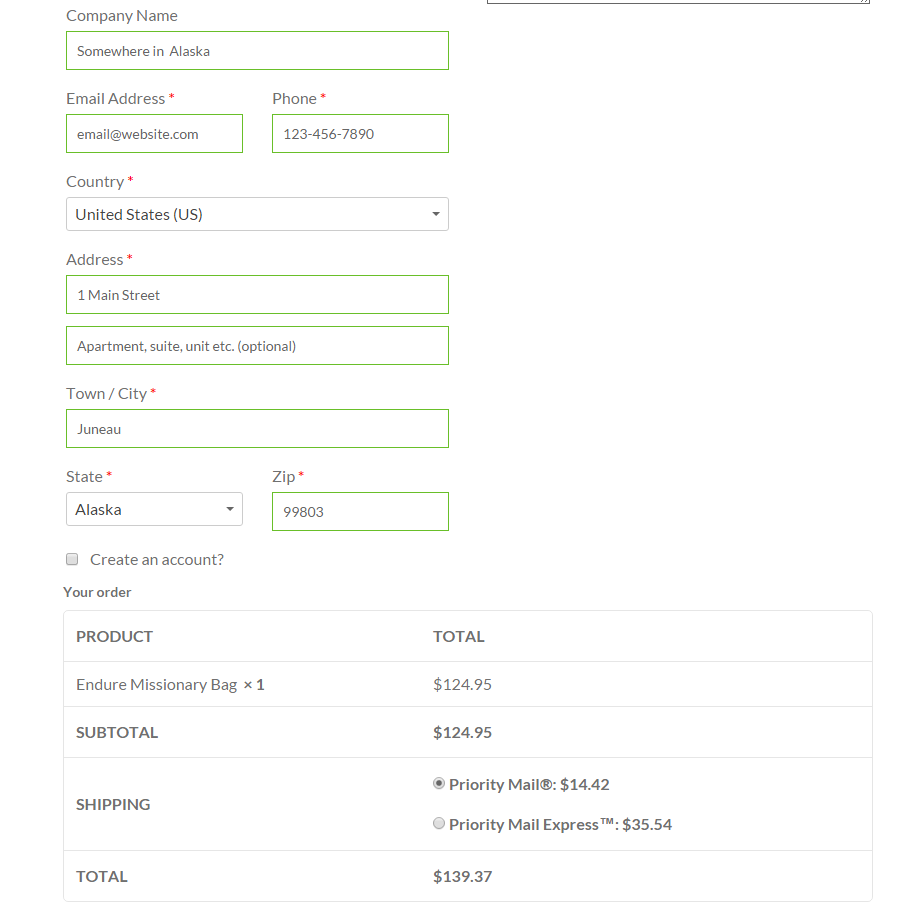 Company Name
Somewhere in  Alaska
Email Address * Phone *
email@website.com 123-456-7890
Country *
United States (US)
Address *
1 Main Street
Apartment, suite, unit etc. (optional)
Town / City *
Juneau
State * Zip *
Alaska 99803
Create an account?
Your order
PRODUCT TOTAL
Endure Missionary Bag × 1 $124.95
SUBTOTAL $124.95
SHIPPING
Priority Mail®: $14.42
Priority Mail Express™: $35.54
TOTAL $139.37